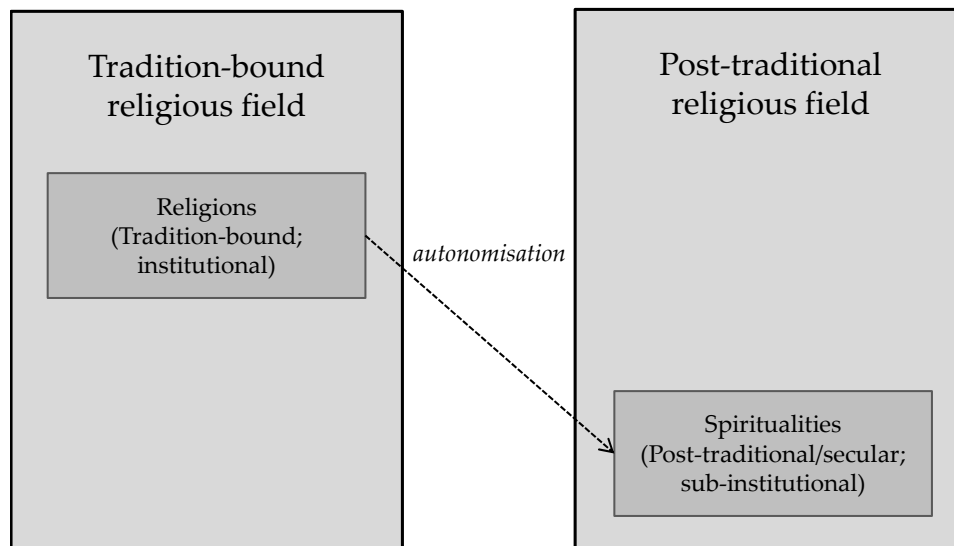 Tradition-bound
religious field
Religions
(Tradition-bound;
institutional)
autonomisation
Post-traditional
religious field
Spiritualities
(Post-traditional/secular;
sub-institutional)